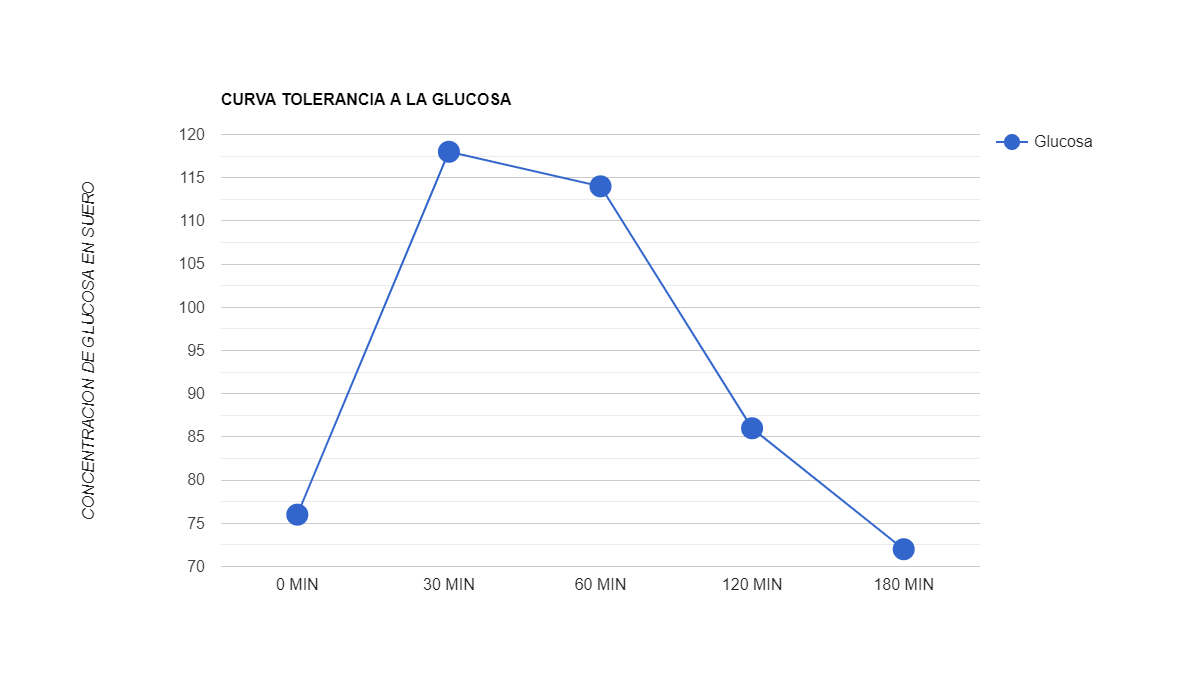 CURVA TOLERANCIA A LA GLUCOSA
Glucosa
CONCENTRACION DE GLUCOSA EN SUERO
120
115
110
105
100
95
90
85
80
75
70
0 MIN
30 MIN
60 MIN
120 MIN
180 MIN